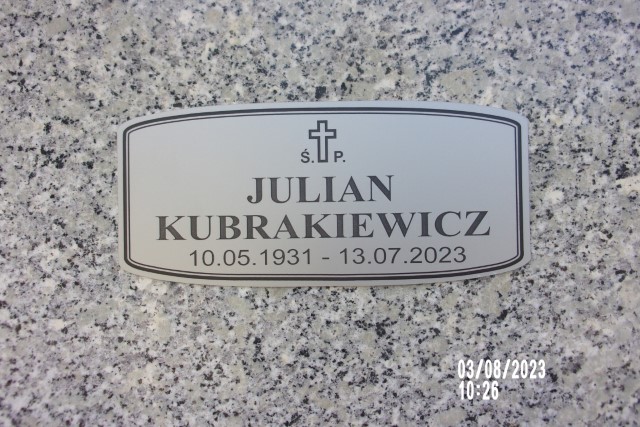 Ś. P.
JULIAN
KUBRAKIEWICZ
10.05.1931 - 13.07.2023
03/08/2023
10:26